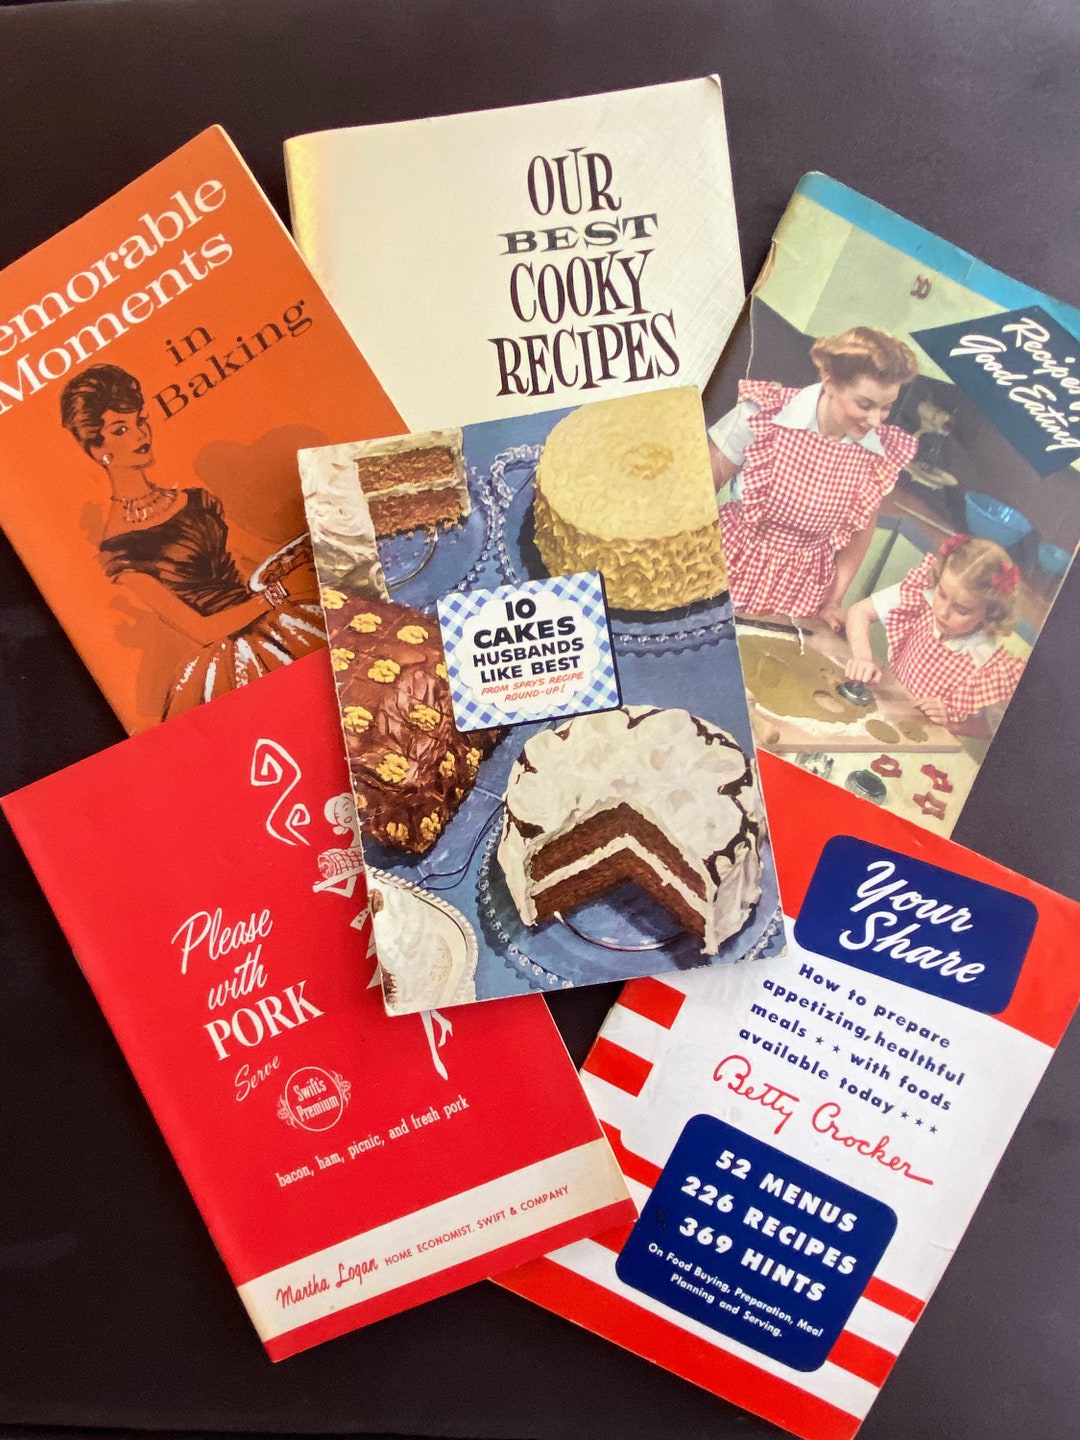 emorable
Moments
in
Baking
OUR
BEST
COOKY
RECIPES
Recipes
Good Eating
10
CAKES
HUSBANDS
LIKE BEST
FROM SPRY'S RECIPE
ROUND-UP!
Please
with
PORK
Serve
Swift's
Premium
bacon, ham, picnic, and fresh pork
Martha Logan HOME ECONOMIST, SWIFT & COMPANY
Your
Share
How to prepare
appetizing, healthful
meals ★ ★ with foods
available today ★ ★ ★
Betty Crocker
52 MENUS
226 RECIPES
369 HINTS
On Food Buying, Preparation, Meal
Planning and Serving.